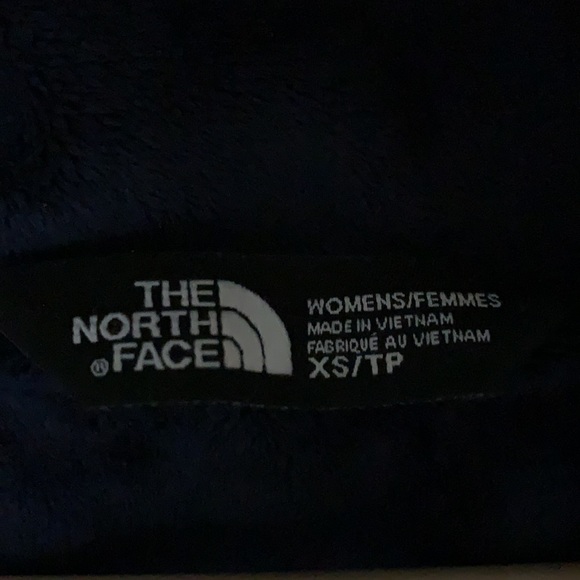 THE
NORTH
® FACE
WOMENS/FEMMES
MADE IN VIETNAM
FABRIQUÉ AU VIETNAM
XS/TP